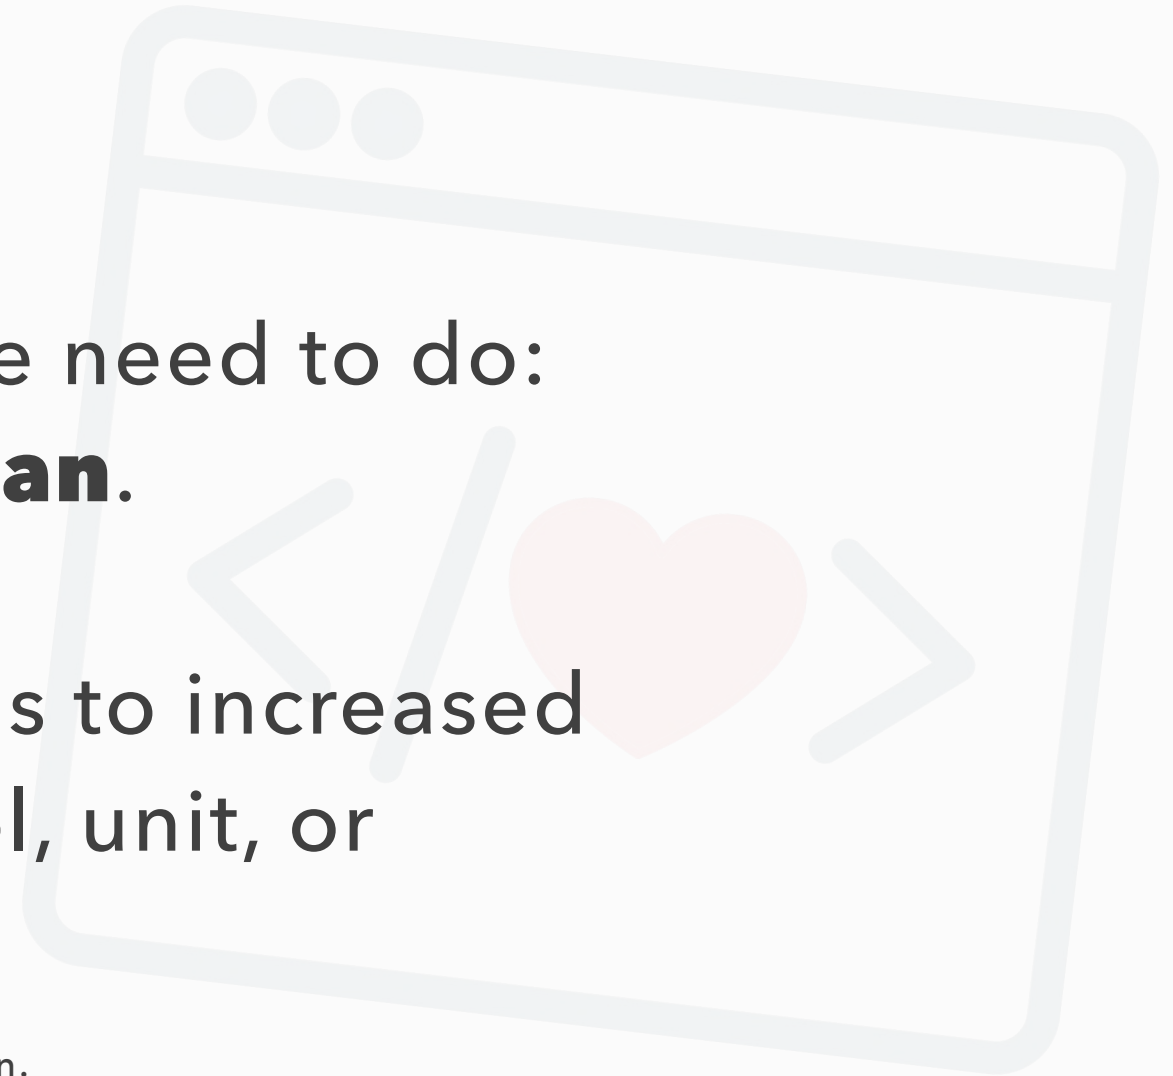 e need to do:
an.
s to increased
l, unit, or
n.